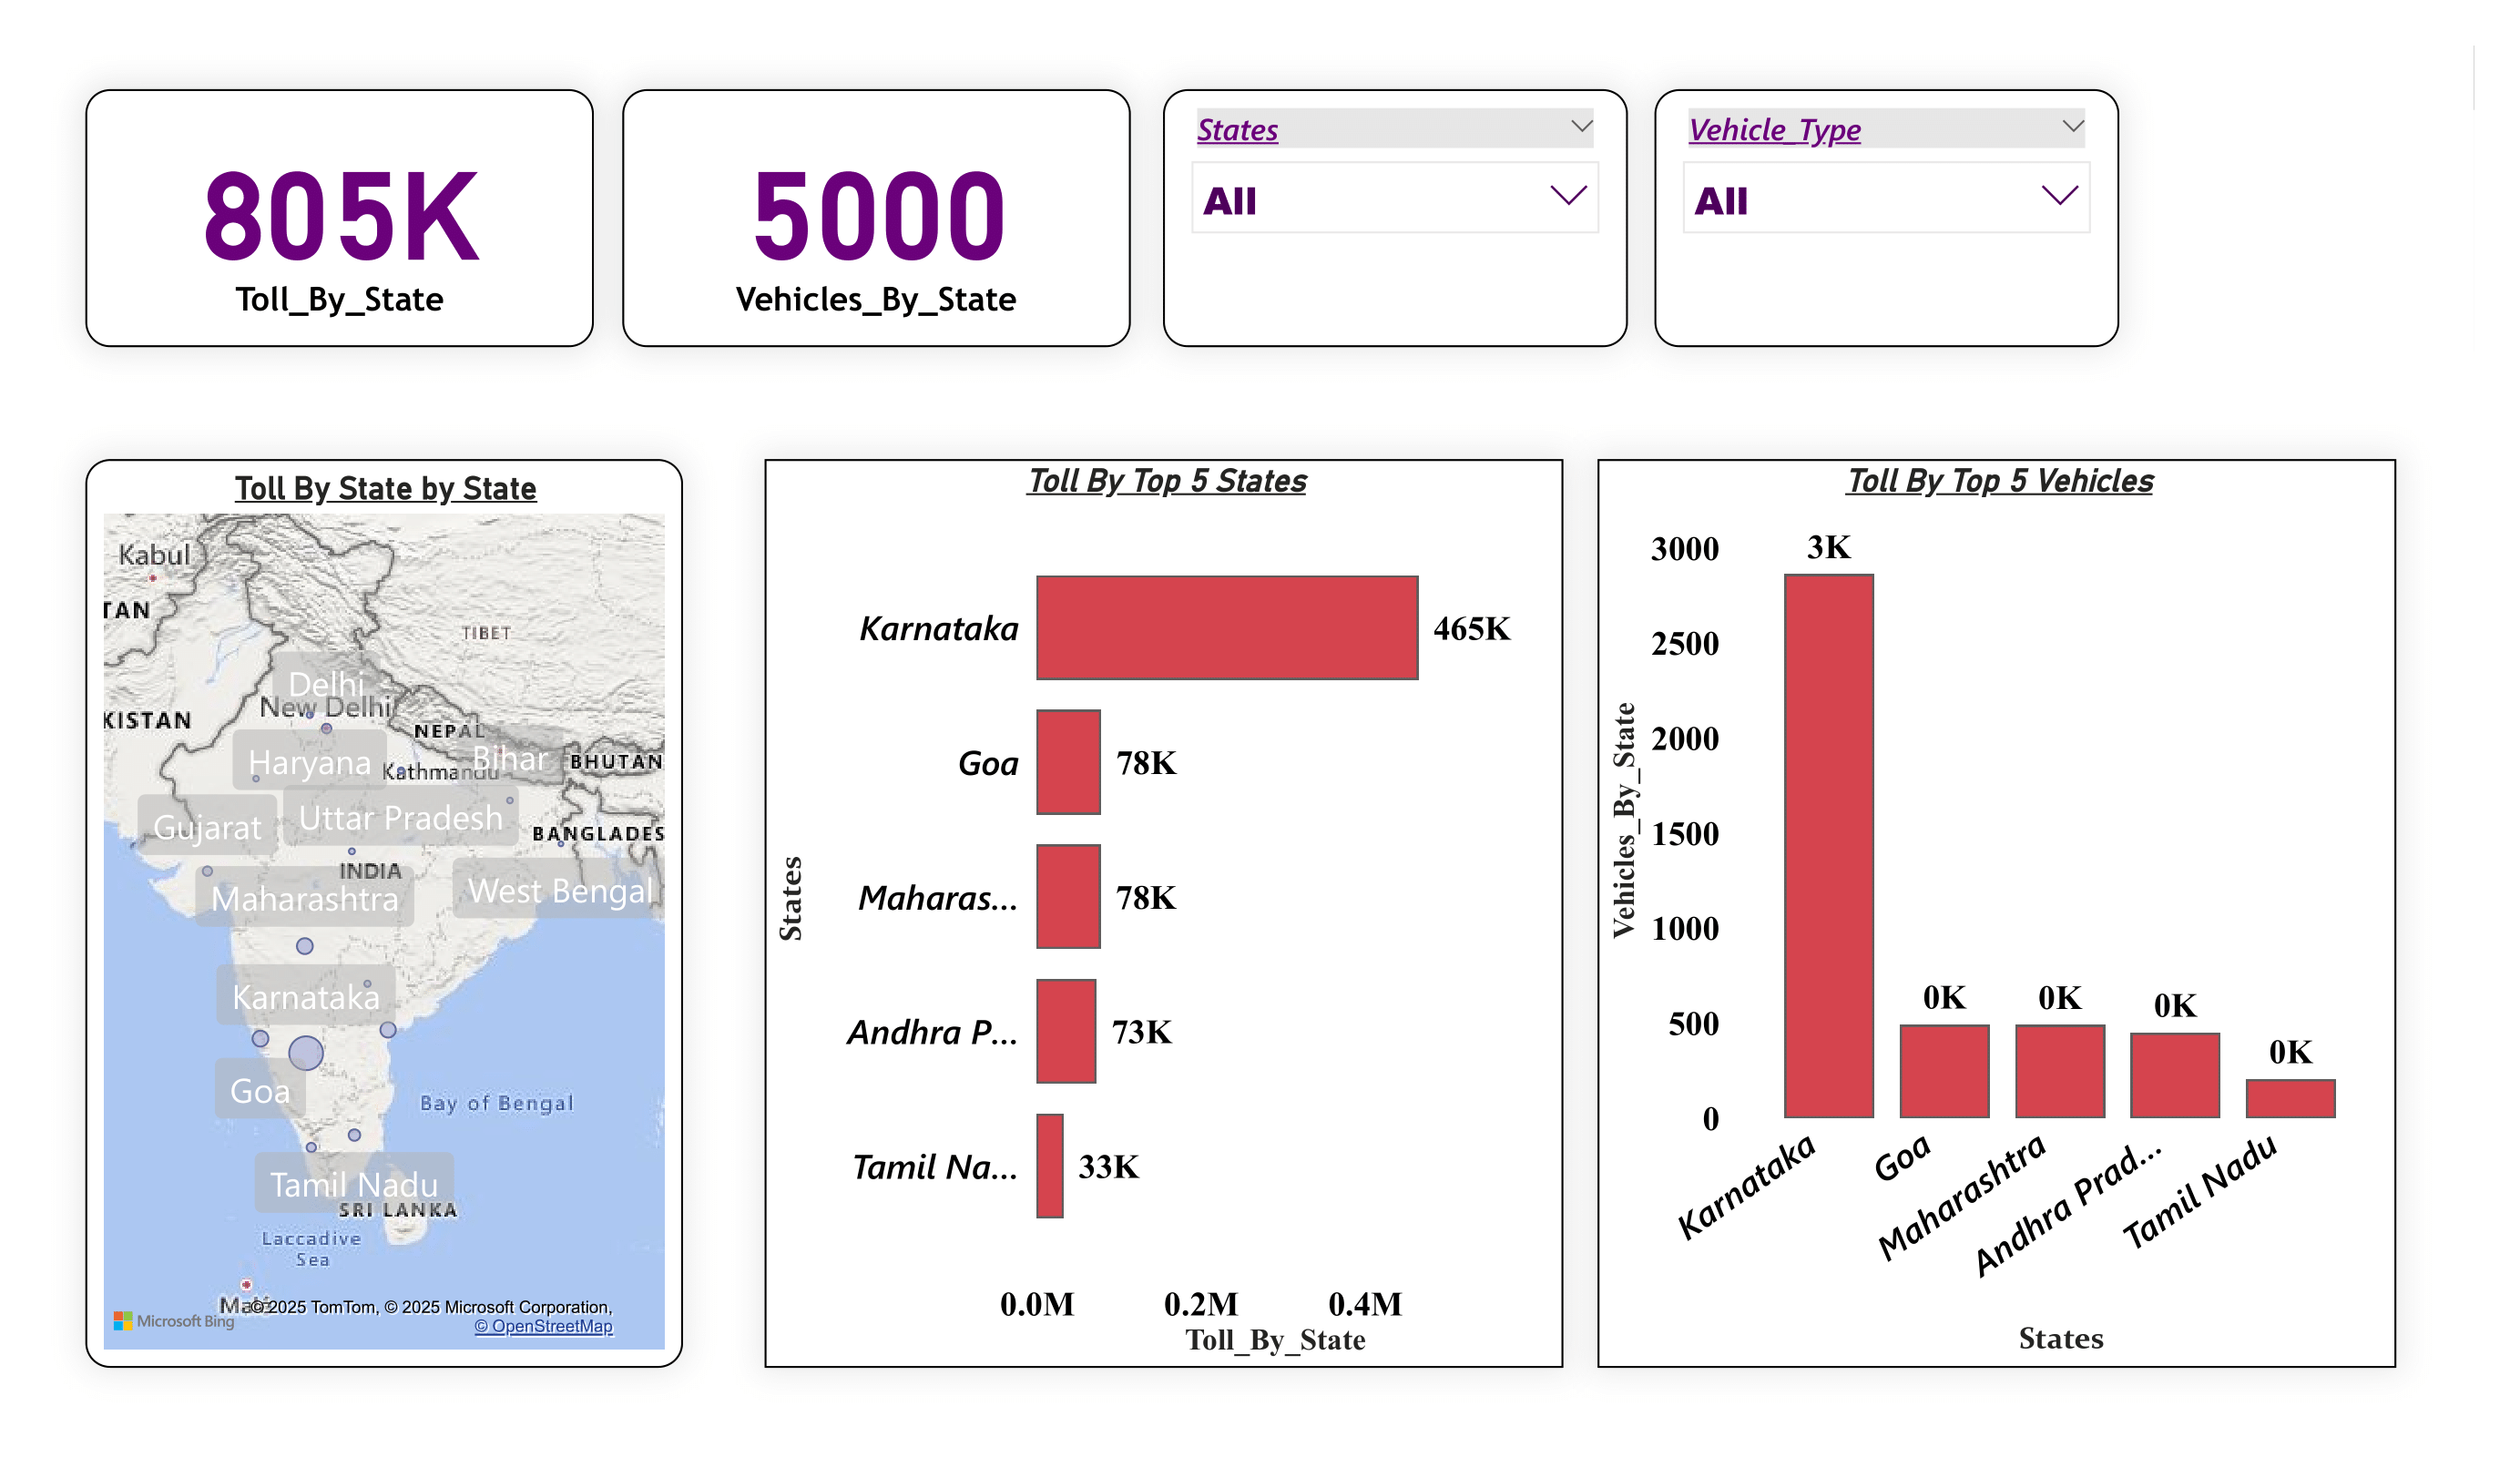 805K
Toll_By_State
5000
Vehicles_By_State
States
All
Vehicle_Type
All
Toll By State by State
Kabul
TAN
TIBET
Delhi
New Delhi
KISTAN
NEPAL
Haryana
Kathmandu
Bihar
BHUTAN
Gujarat
Uttar Pradesh
BANGLADES
INDIA
Maharashtra
West Bengal
Karnataka
Goa
Bay of Bengal
Tamil Nadu
SRI LANKA
Laccadive
Sea
© 2025 TomTom, © 2025 Microsoft Corporation,
Microsoft Bing
© OpenStreetMap
Toll By Top 5 States
States
Karnataka
465K
Goa
78K
Maharas...
78K
Andhra P...
73K
Tamil Na...
33K
0.0M
0.2M
0.4M
Toll_By_State
Toll By Top 5 Vehicles
Vehicles_By_State
3000
2500
2000
1500
1000
500
0
3K
0K
0K
0K
0K
Karnataka
Goa
Maharashtra
Andhra Prad...
Tamil Nadu
States